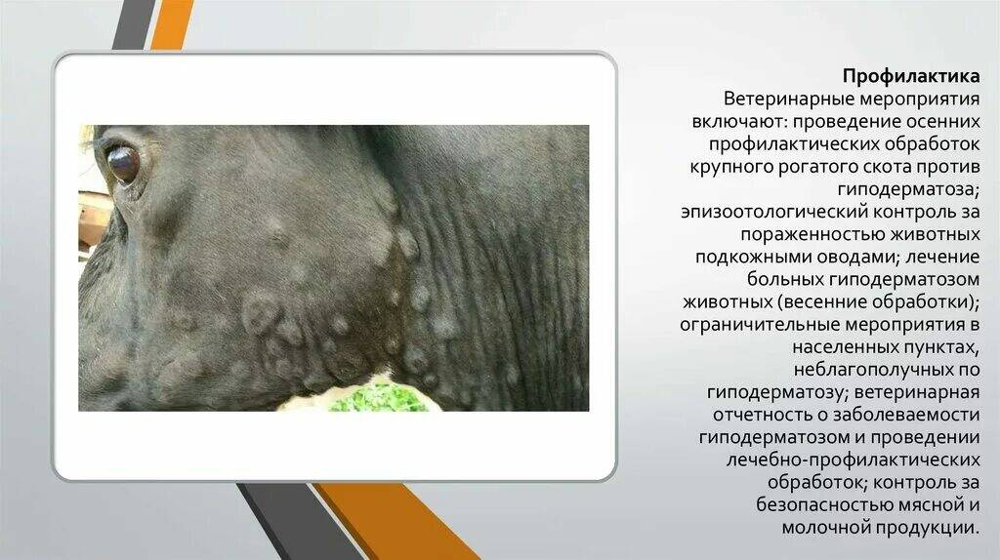 Профилактика
Ветеринарные мероприятия
включают: проведение осенних
профилактических обработок
крупного рогатого скота против
гиподерматоза;
эпизоотологический контроль за
пораженностью животных
подкожными оводами; лечение
больных гиподерматозом
животных (весенние обработки);
ограничительные мероприятия в
населенных пунктах,
неблагополучных по
гиподерматозу; ветеринарная
отчетность о заболеваемости
гиподерматозом и проведении
лечебно-профилактических
обработок; контроль за
безопасностью мясной и
молочной продукции.